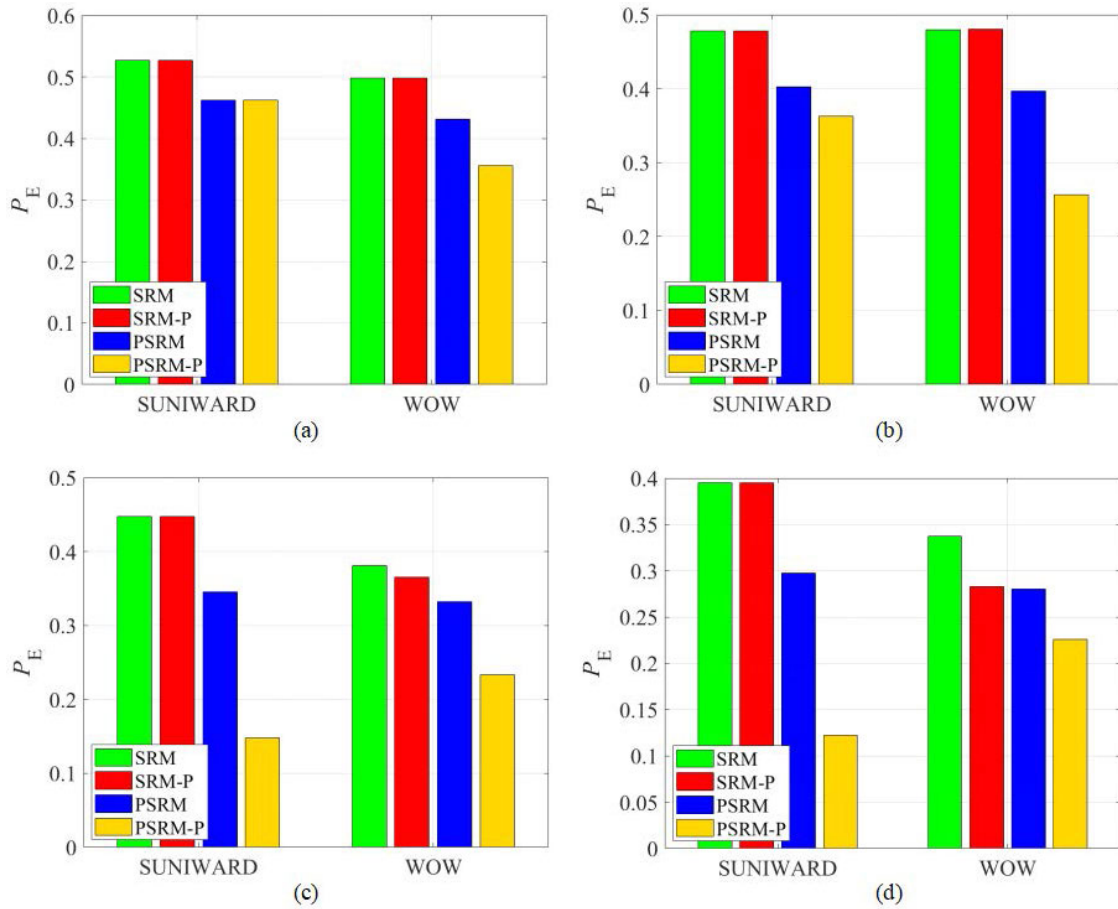 0.6
0.5
0.4
0.3
0.2
0.1
0
P_E
SRM
SRM-P
PSRM
PSRM-P
SUNIWARD WOW
(a)
0.5
0.4
0.3
0.2
0.1
0
P_E
SRM
SRM-P
PSRM
PSRM-P
SUNIWARD WOW
(b)
0.5
0.4
0.3
0.2
0.1
0
P_E
SRM
SRM-P
PSRM
PSRM-P
SUNIWARD WOW
(c)
0.4
0.35
0.3
0.25
0.2
0.15
0.1
0.05
0
P_E
SRM
SRM-P
PSRM
PSRM-P
SUNIWARD WOW
(d)